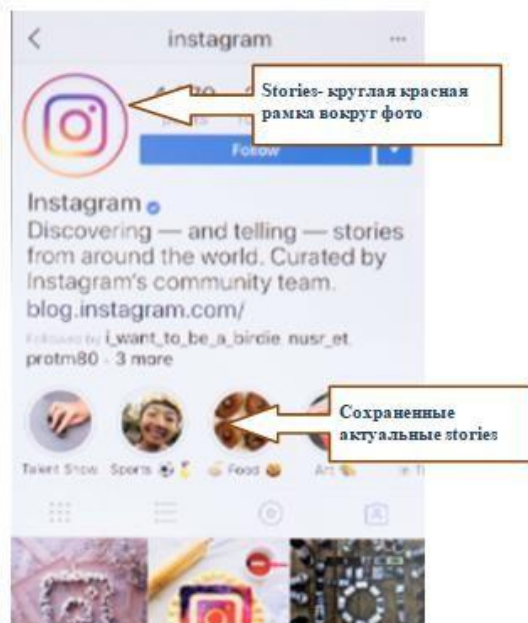 instagram
Stories- круглая красная
рамка вокруг фото
Follow
Instagram
Discovering — and telling — stories
from around the world. Curated by
Instagram's community team.
blog.instagram.com/
Followed by i_want_to_be_a_birdie, nusr_et,
protm80 - 3 more
Сохраненные
актуальные stories
Talent Show
Sports
Food
Art